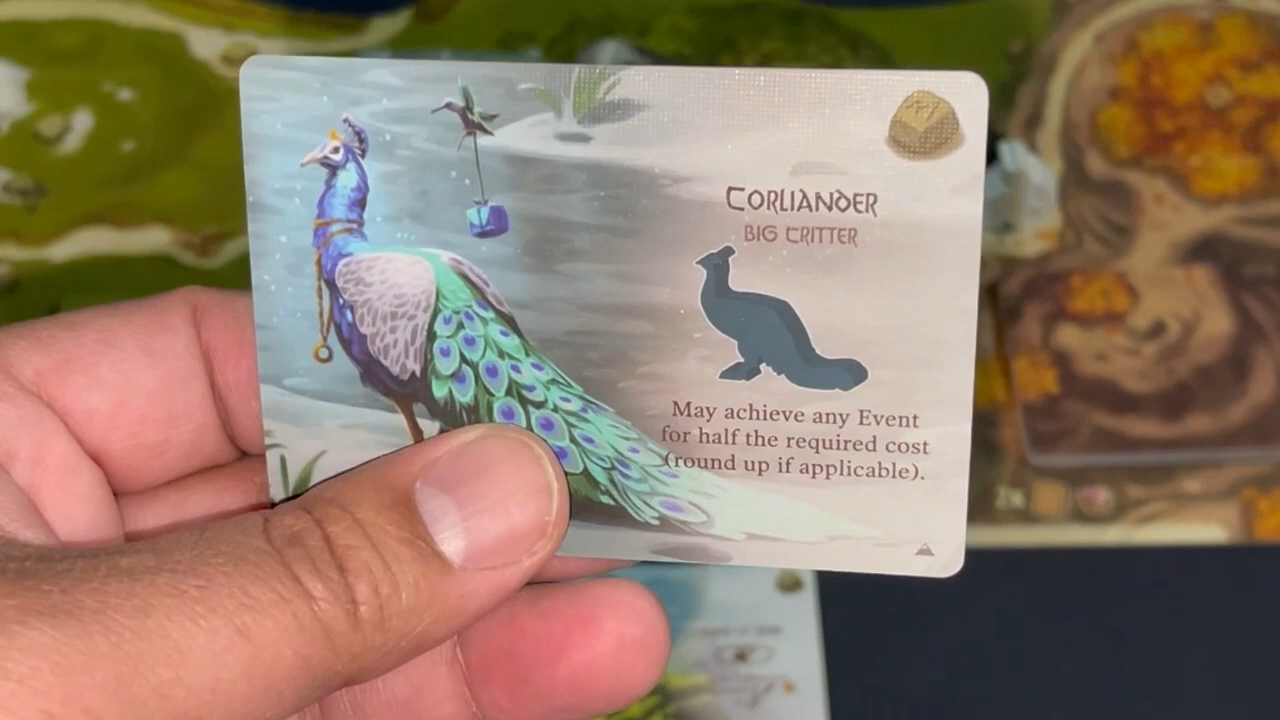 CORLIANDER
BIG CRITTER
May achieve any Event
for half the required cost
(round up if applicable).